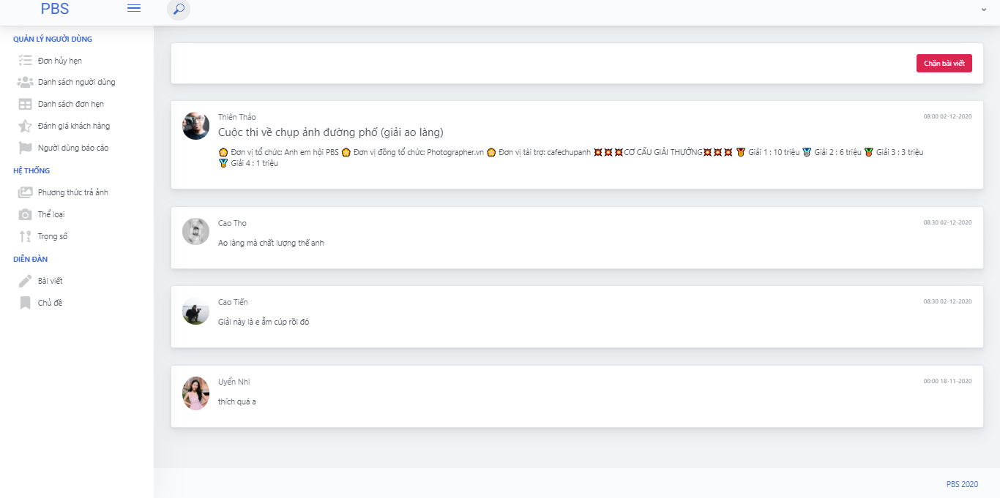 PBS
QUẢN LÝ NGƯỜI DÙNG
Đơn hủy hẹn
Danh sách người dùng
Danh sách đơn hẹn
Đánh giá khách hàng
Người dùng báo cáo
HỆ THỐNG
Phương thức trả ảnh
Thể loại
Trọng số
DIỄN ĐÀN
Bài viết
Chủ đề
Chặn bài viết
Thiên Thảo
08:00 02-12-2020
Cuộc thi về chụp ảnh đường phố (giải ao làng)
Đơn vị tổ chức: Anh em hội PBS Đơn vị đồng tổ chức: Photographer.vn Đơn vị tài trợ: cafechupanh 💥💥💥CƠ CẤU GIẢI THƯỞNG💥💥💥 🥇 Giải 1 : 10 triệu 🥈 Giải 2 : 6 triệu 🥉 Giải 3 : 3 triệu
🏅 Giải 4 : 1 triệu
Cao Thọ
08:30 02-12-2020
Ao làng mà chất lượng thế anh
Cao Tiến
08:30 02-12-2020
Giải này là e ẵm cúp rồi đó
Uyển Nhi
00:00 18-11-2020
thích quá a
PBS 2020